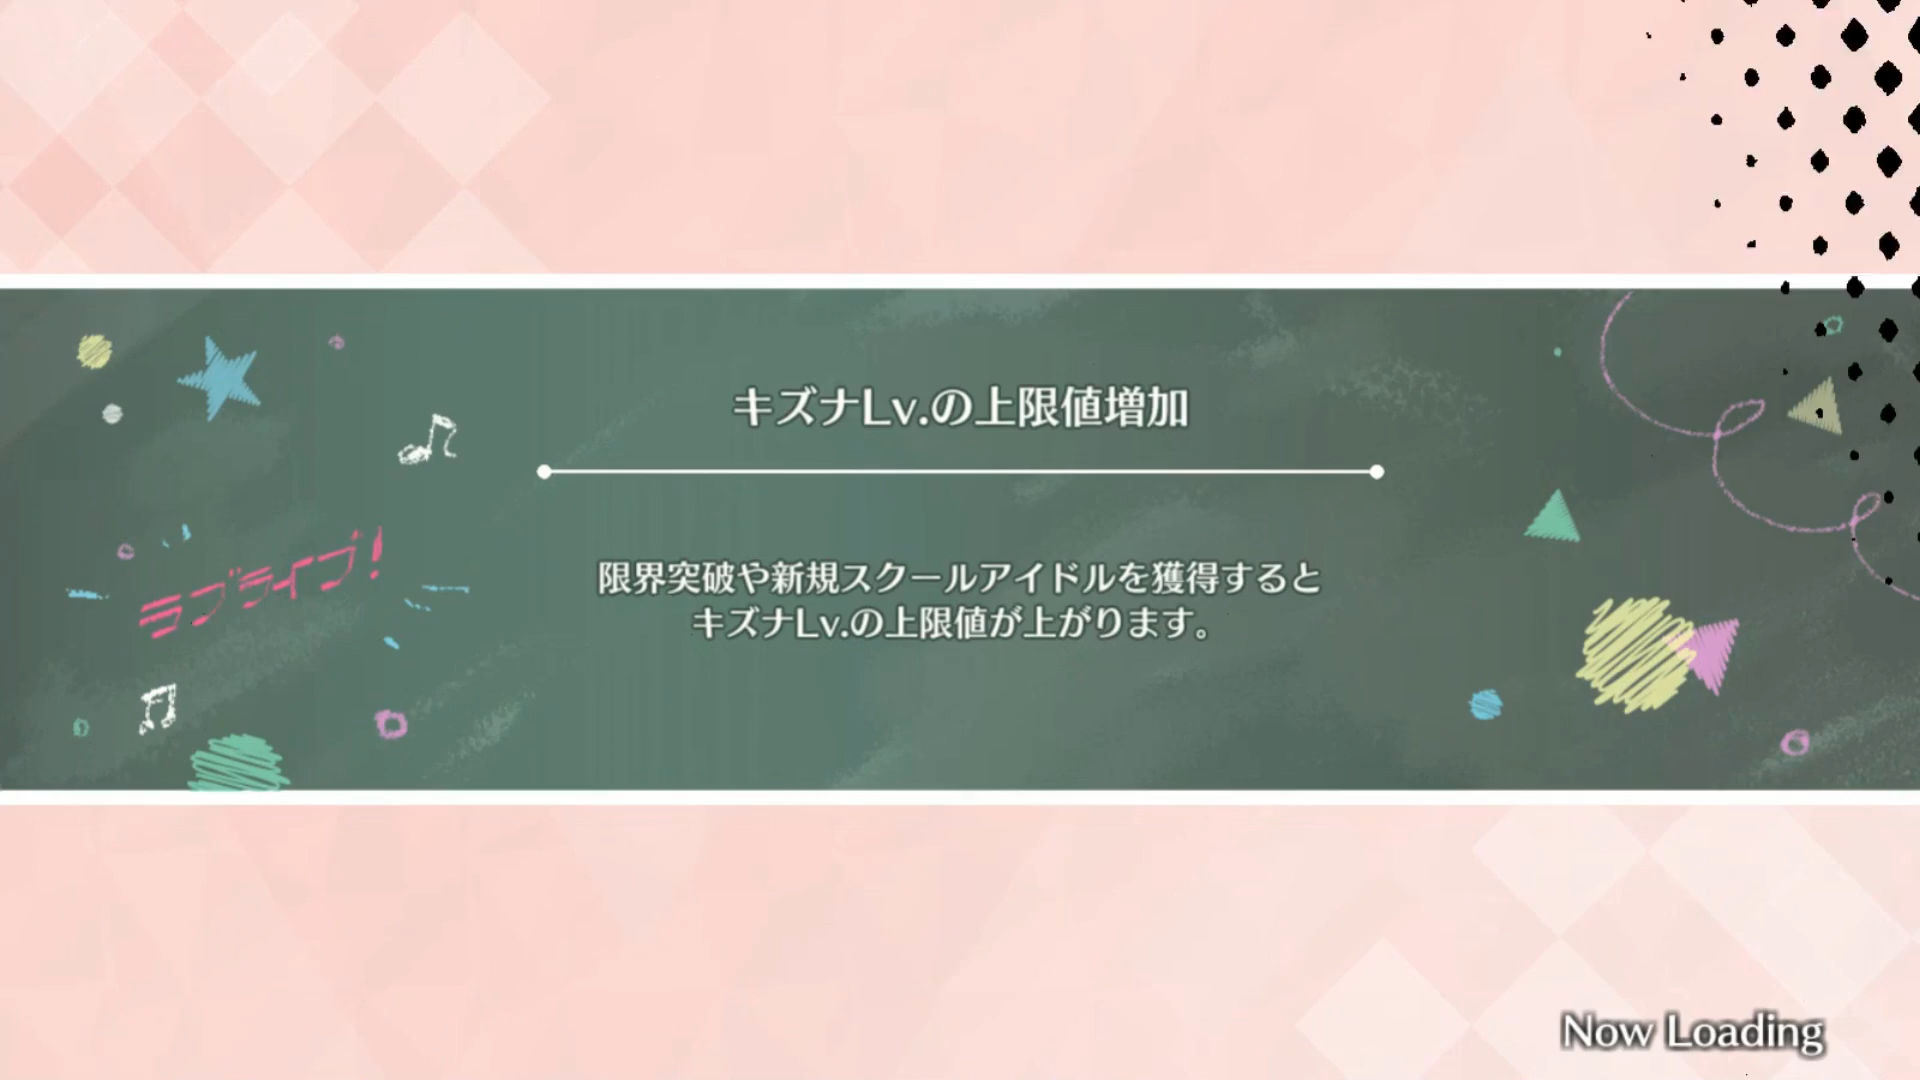 キズナLv.の上限値増加
ラブライブ!
限界突破や新規スクールアイドルを獲得すると
キズナLv.の上限値が上がります。
Now Loading